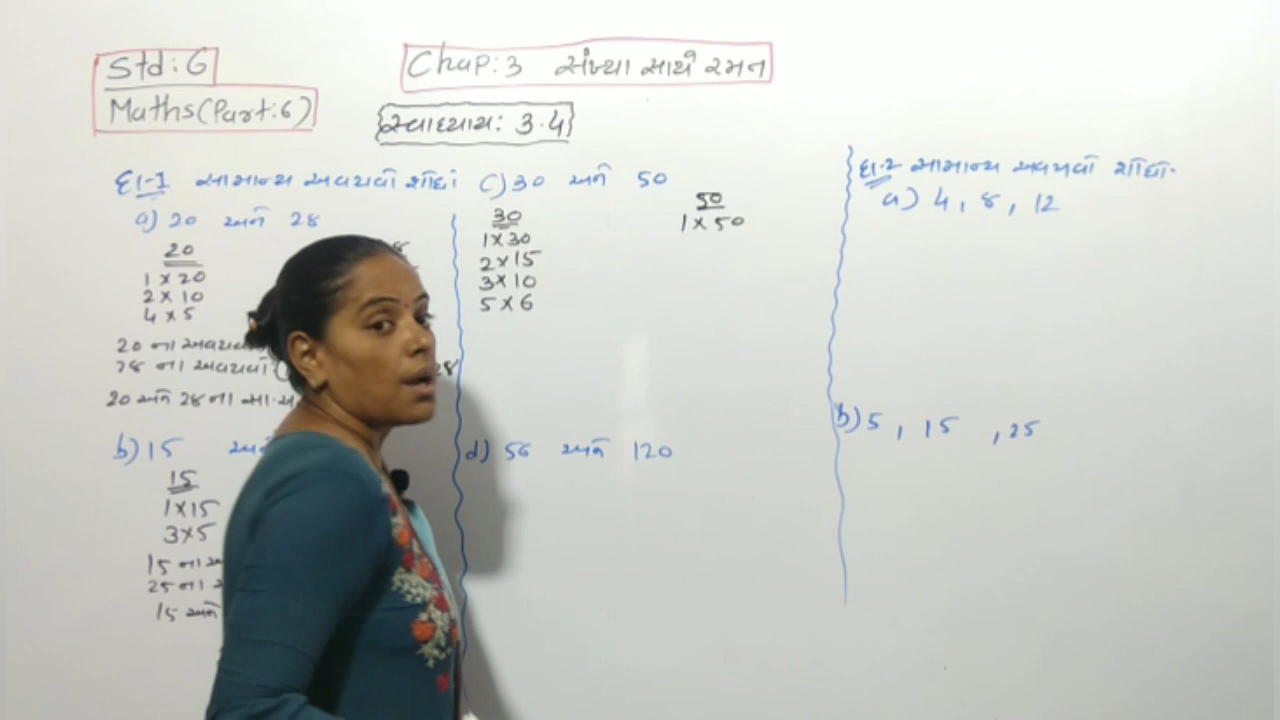 Std: 6
Maths(Part:6)
Chap: 3 સંખ્યા સાથે રમત
સ્વાધ્યાય: 3.4
દા-1 સામાન્ય અવયવો શોધો
a) 20 અને 28
20
1 × 20
2 × 10
4 × 5
20 ના
28 ના અવયવો
28
20 અને 28 ના સા.
b) 15
15
1×15
3×5
15 ના
25 ના
15 અને
c) 30 અને 50
30
1×30
2×15
3×10
5×6
50
1×50
d) 56 અને 120
દા-2 સામાન્ય અવયવો શોધો.
a) 4, 8, 12
b) 5, 15, 25